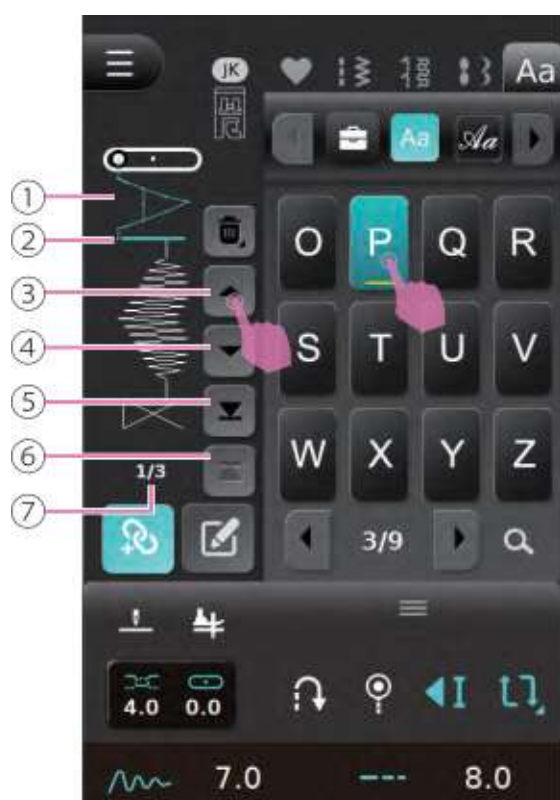 JK
Aa
Aa
Aa
①
②
③
④
⑤
⑥
⑦
O P Q R
S T U V
W X Y Z
1/3
3/9
4.0 0.0
7.0 8.0